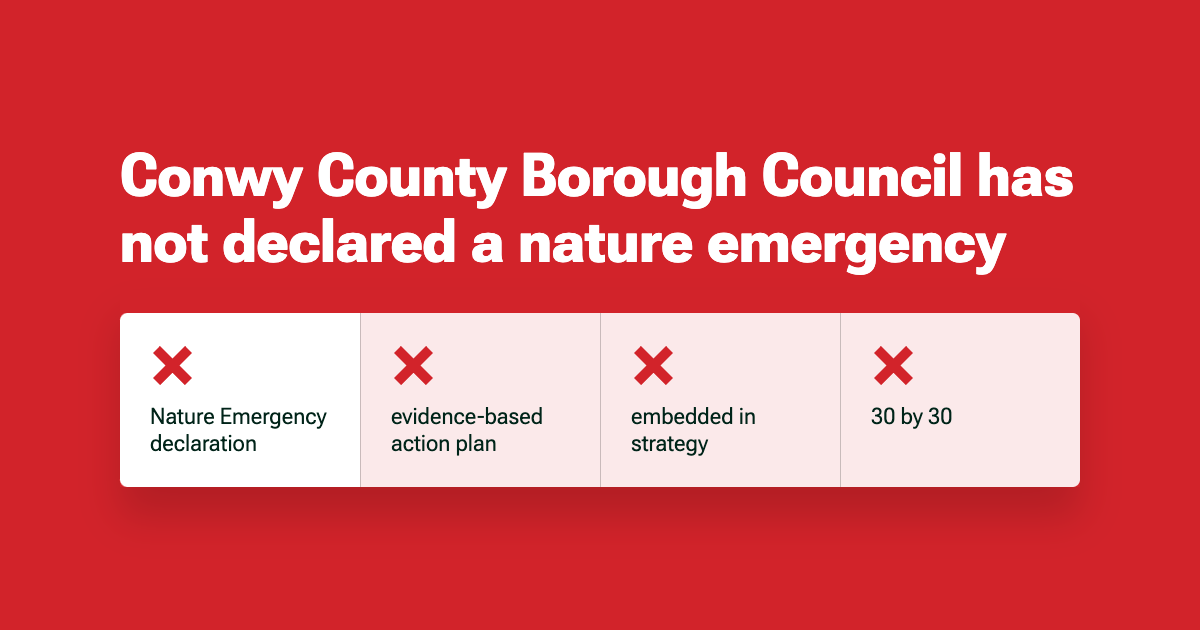 Conwy County Borough Council has
not declared a nature emergency
Nature Emergency
declaration
evidence-based
action plan
embedded in
strategy
30 by 30